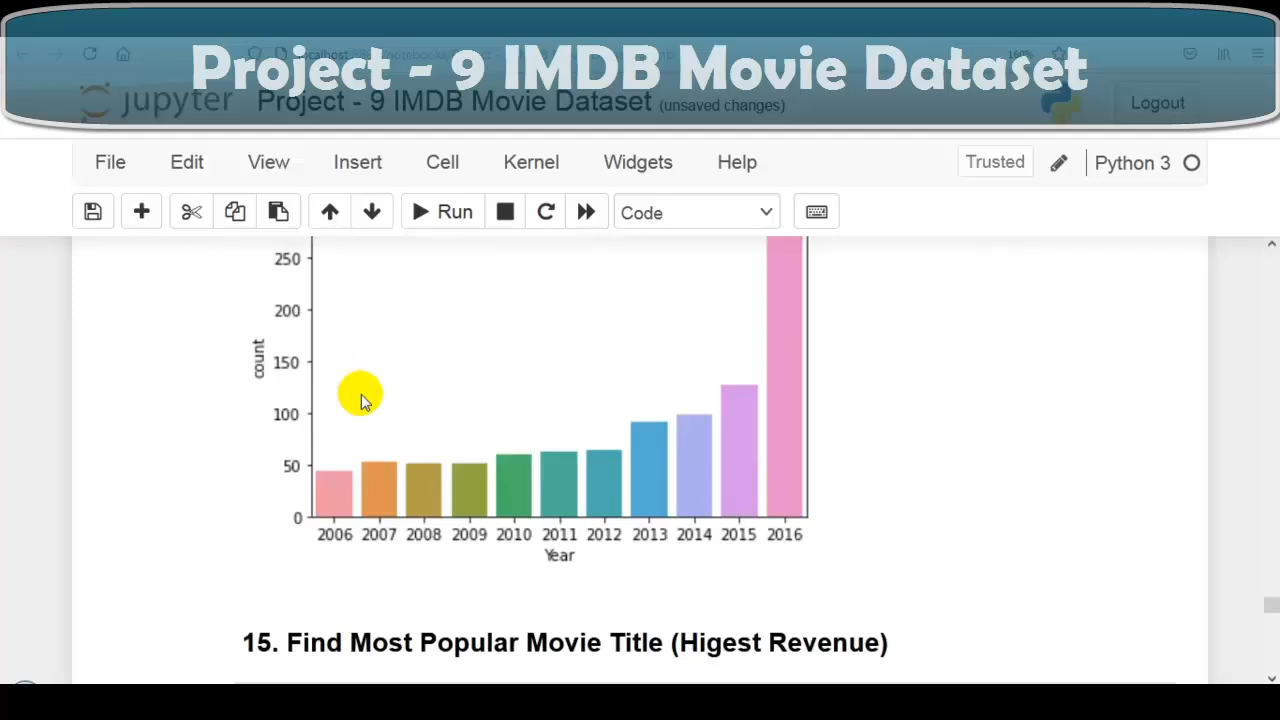 Project - 9 IMDB Movie Dataset
jupyter Project - 9 IMDB Movie Dataset (unsaved changes) Logout
File Edit View Insert Cell Kernel Widgets Help Trusted Python 3
Run Code
250
200
150
100
50
0
count
2006 2007 2008 2009 2010 2011 2012 2013 2014 2015 2016
Year
15. Find Most Popular Movie Title (Higest Revenue)